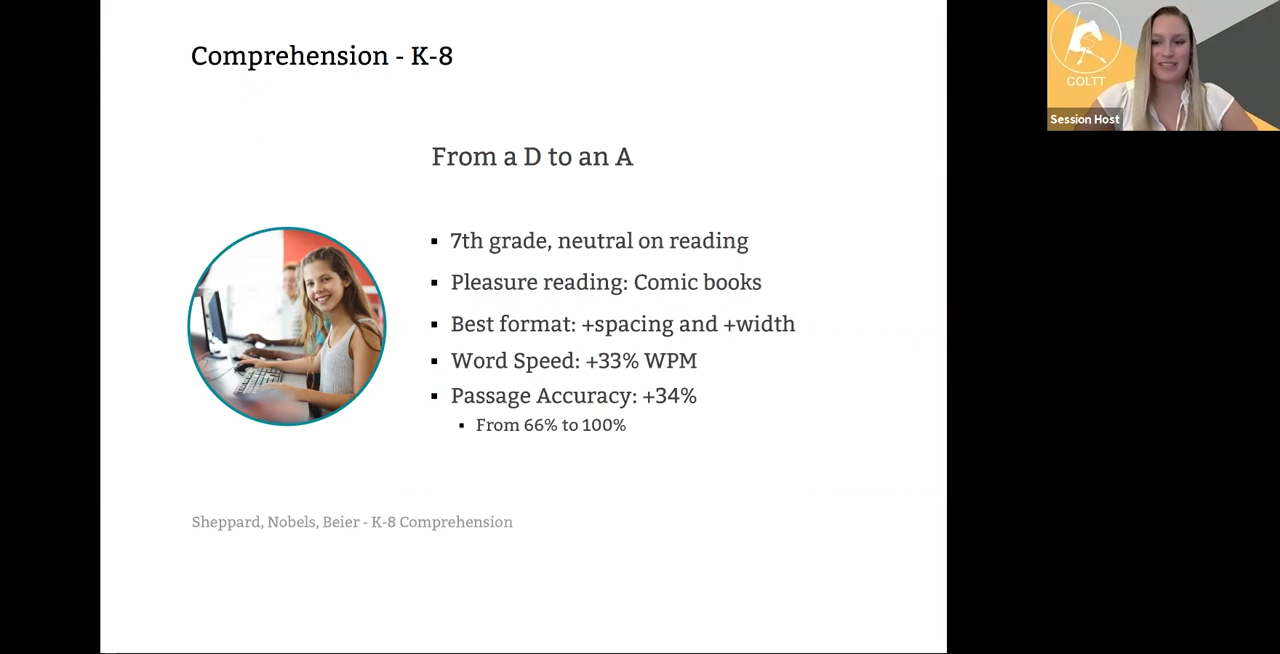 Comprehension - K-8
COLTT
Session Host
From a D to an A
7th grade, neutral on reading
Pleasure reading: Comic books
Best format: +spacing and +width
Word Speed: +33% WPM
Passage Accuracy: +34%
From 66% to 100%
Sheppard, Nobels, Beier - K-8 Comprehension